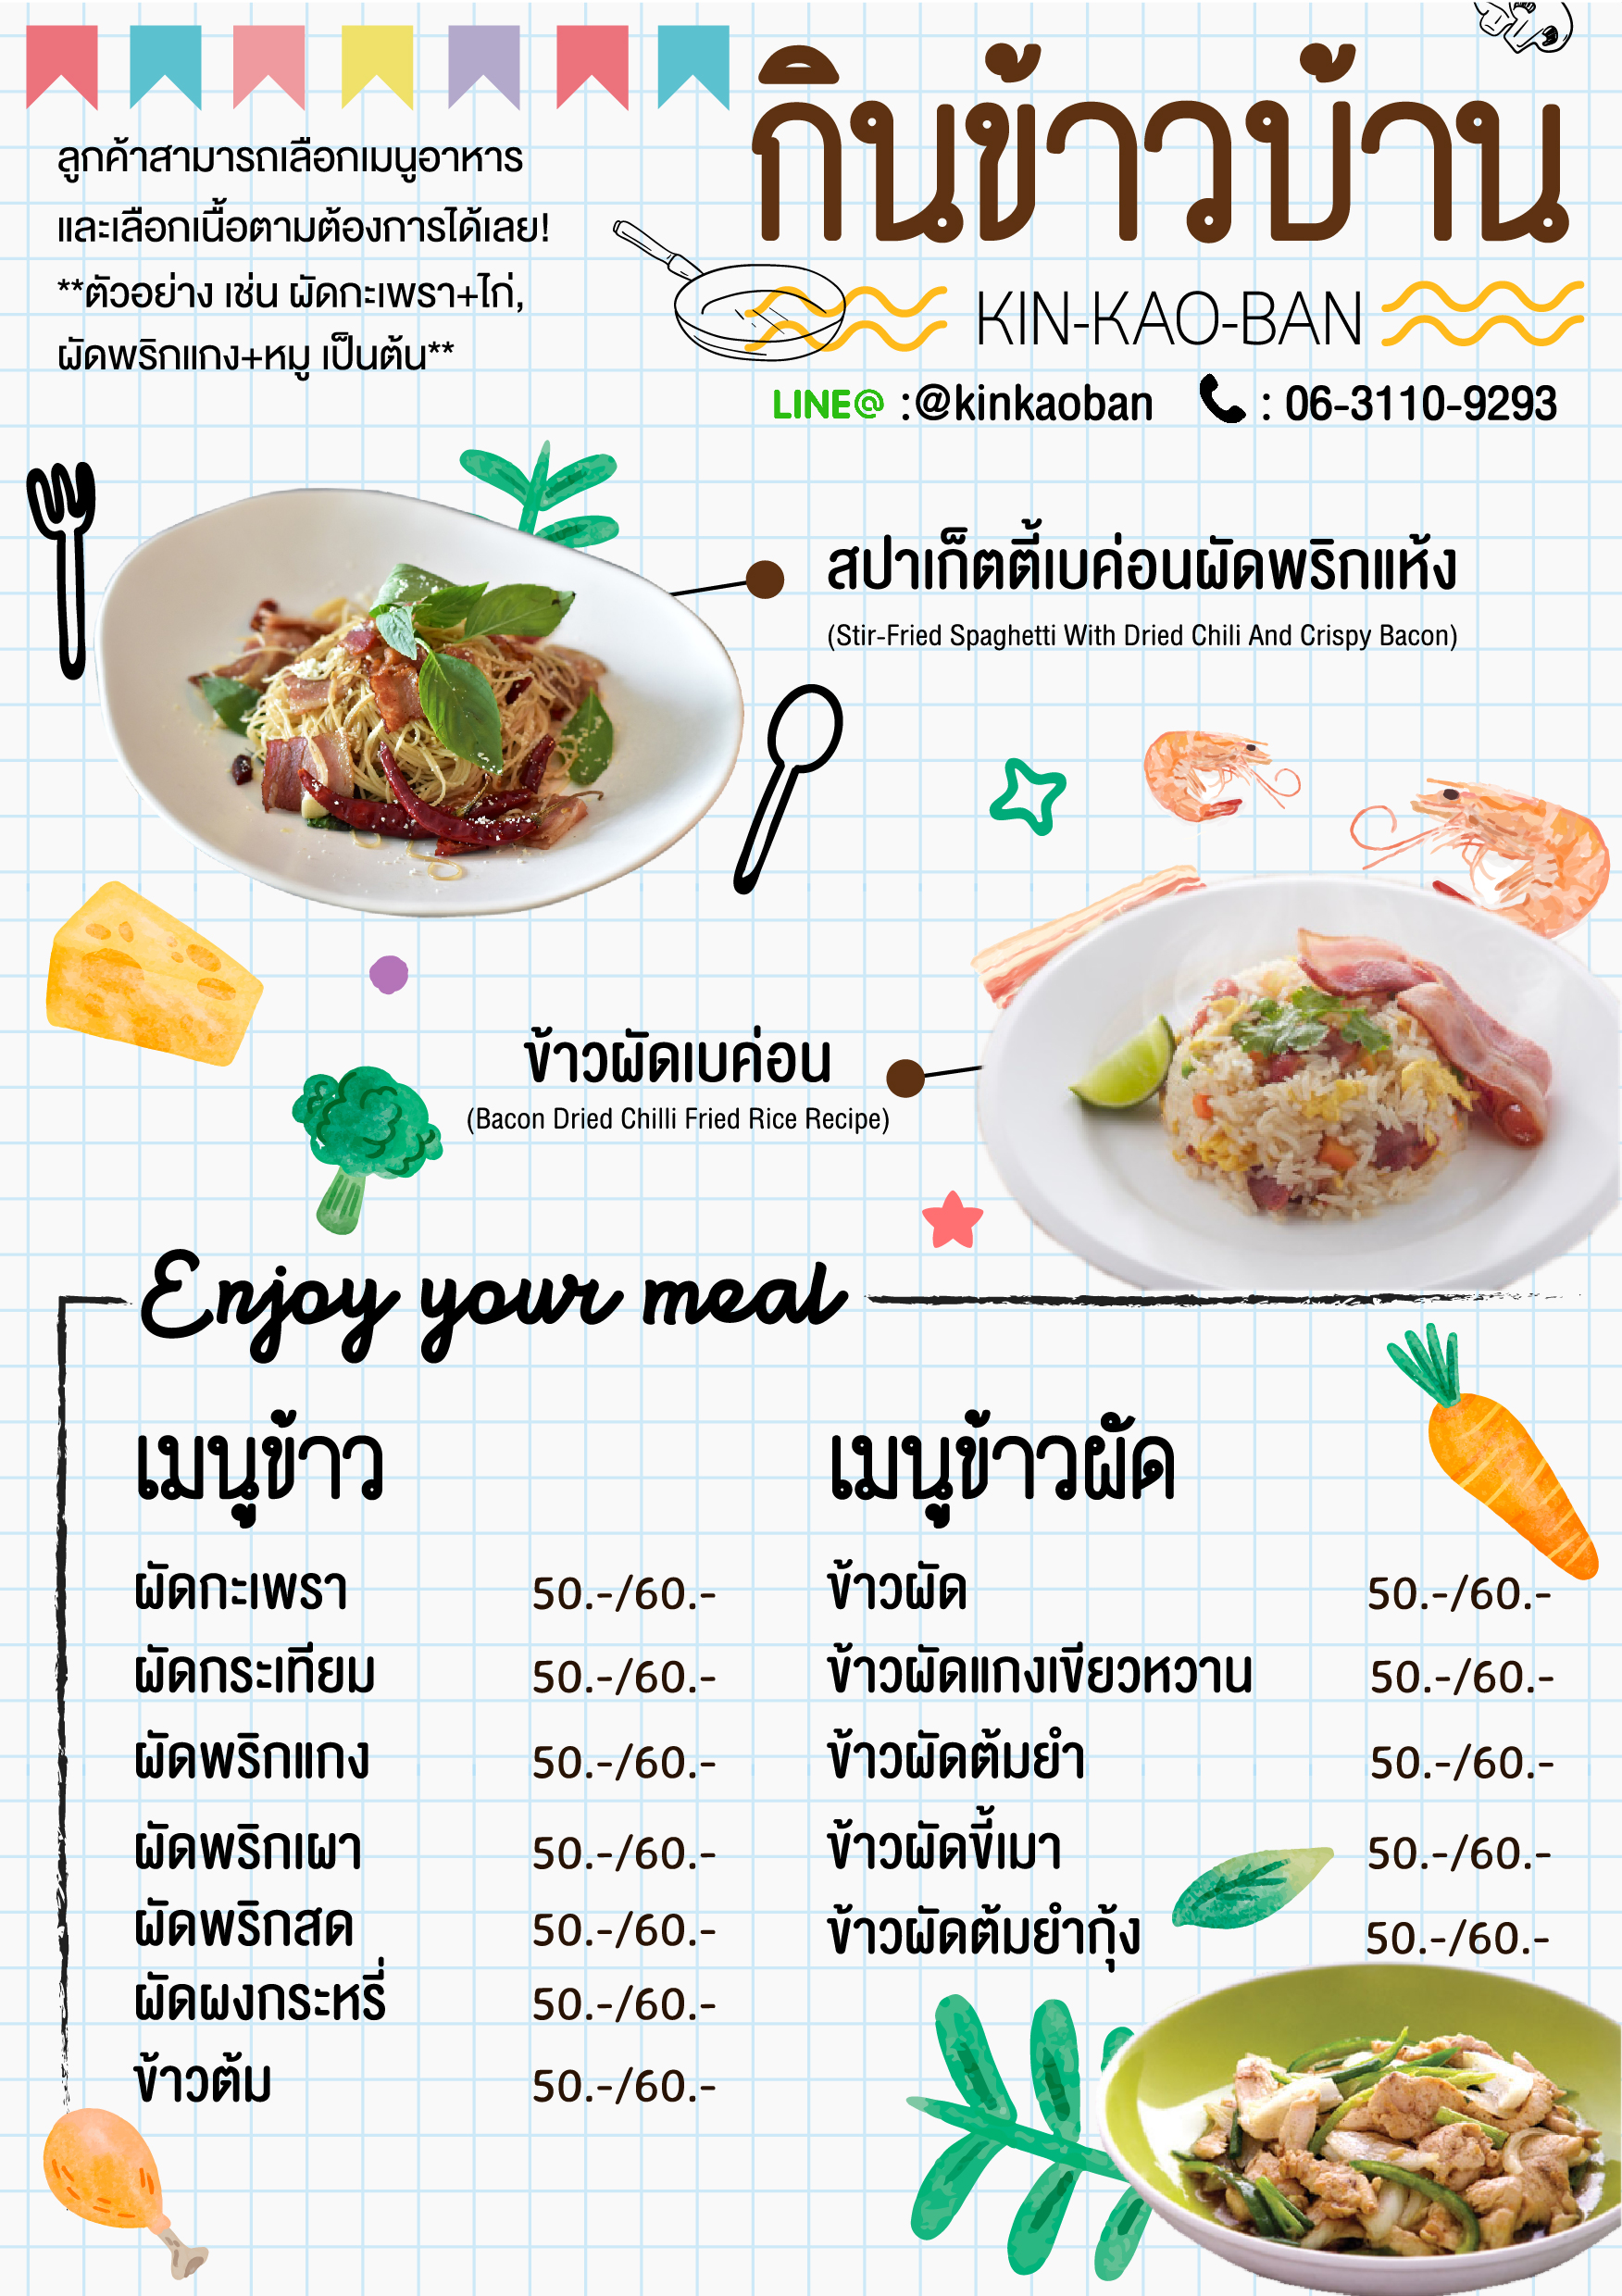 ลูกค้าสามารถเลือกเมนูอาหาร
และเลือกเนื้อตามต้องการได้เลย!
**ตัวอย่าง เช่น ผัดกะเพรา+ไก่,
ผัดพริกแกง+หมู เป็นต้น**
กินข้าวบ้าน
KIN-KAO-BAN
LINE@ :@kinkaoban : 06-3110-9293
สปาเก็ตตี้เบค่อนผัดพริกแห้ง
(Stir-Fried Spaghetti With Dried Chili And Crispy Bacon)
ข้าวผัดเบค่อน
(Bacon Dried Chilli Fried Rice Recipe)
Enjoy your meal
เมนูข้าว
ผัดกะเพรา 50.-/60.-
ผัดกระเทียม 50.-/60.-
ผัดพริกแกง 50.-/60.-
ผัดพริกเผา 50.-/60.-
ผัดพริกสด 50.-/60.-
ผัดผงกระหรี่ 50.-/60.-
ข้าวต้ม 50.-/60.-
เมนูข้าวผัด
ข้าวผัด 50.-/60.-
ข้าวผัดแกงเขียวหวาน 50.-/60.-
ข้าวผัดต้มยำ 50.-/60.-
ข้าวผัดขี้เมา 50.-/60.-
ข้าวผัดต้มยำกุ้ง 50.-/60.-